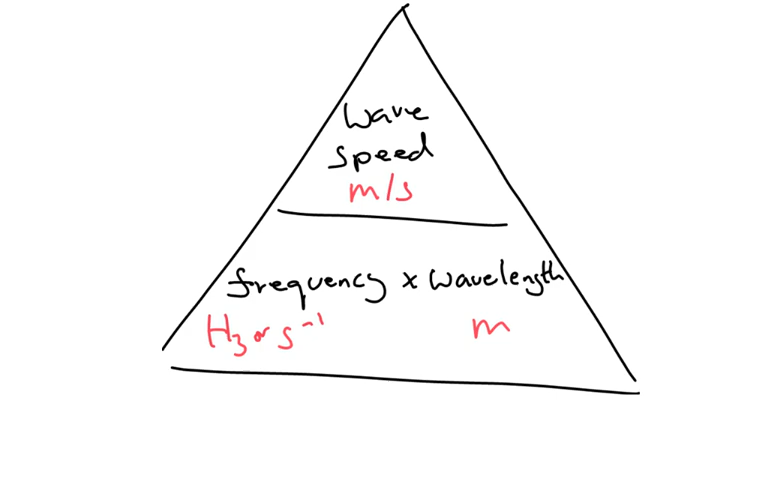 Wave
speed
m/s
frequency x wavelength
Hz or s⁻¹ m